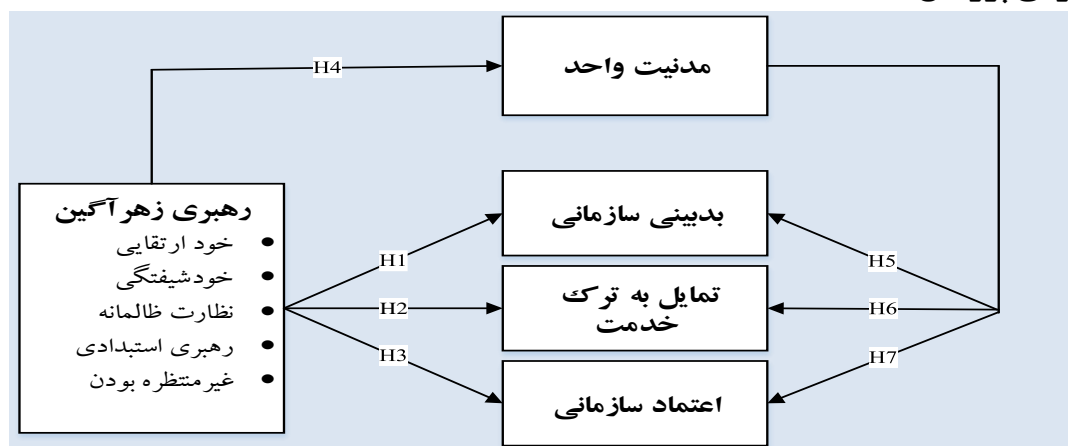 H4
مدنیت واحد
رهبری زهرآگین
خود ارتقایی
خودشیفتگی
نظارت ظالمانه
رهبری استبدادی
غیرمنتظره بودن
H1
H2
H3
بدبینی سازمانی
تمایل به ترک
خدمت
اعتماد سازمانی
H5
H6
H7